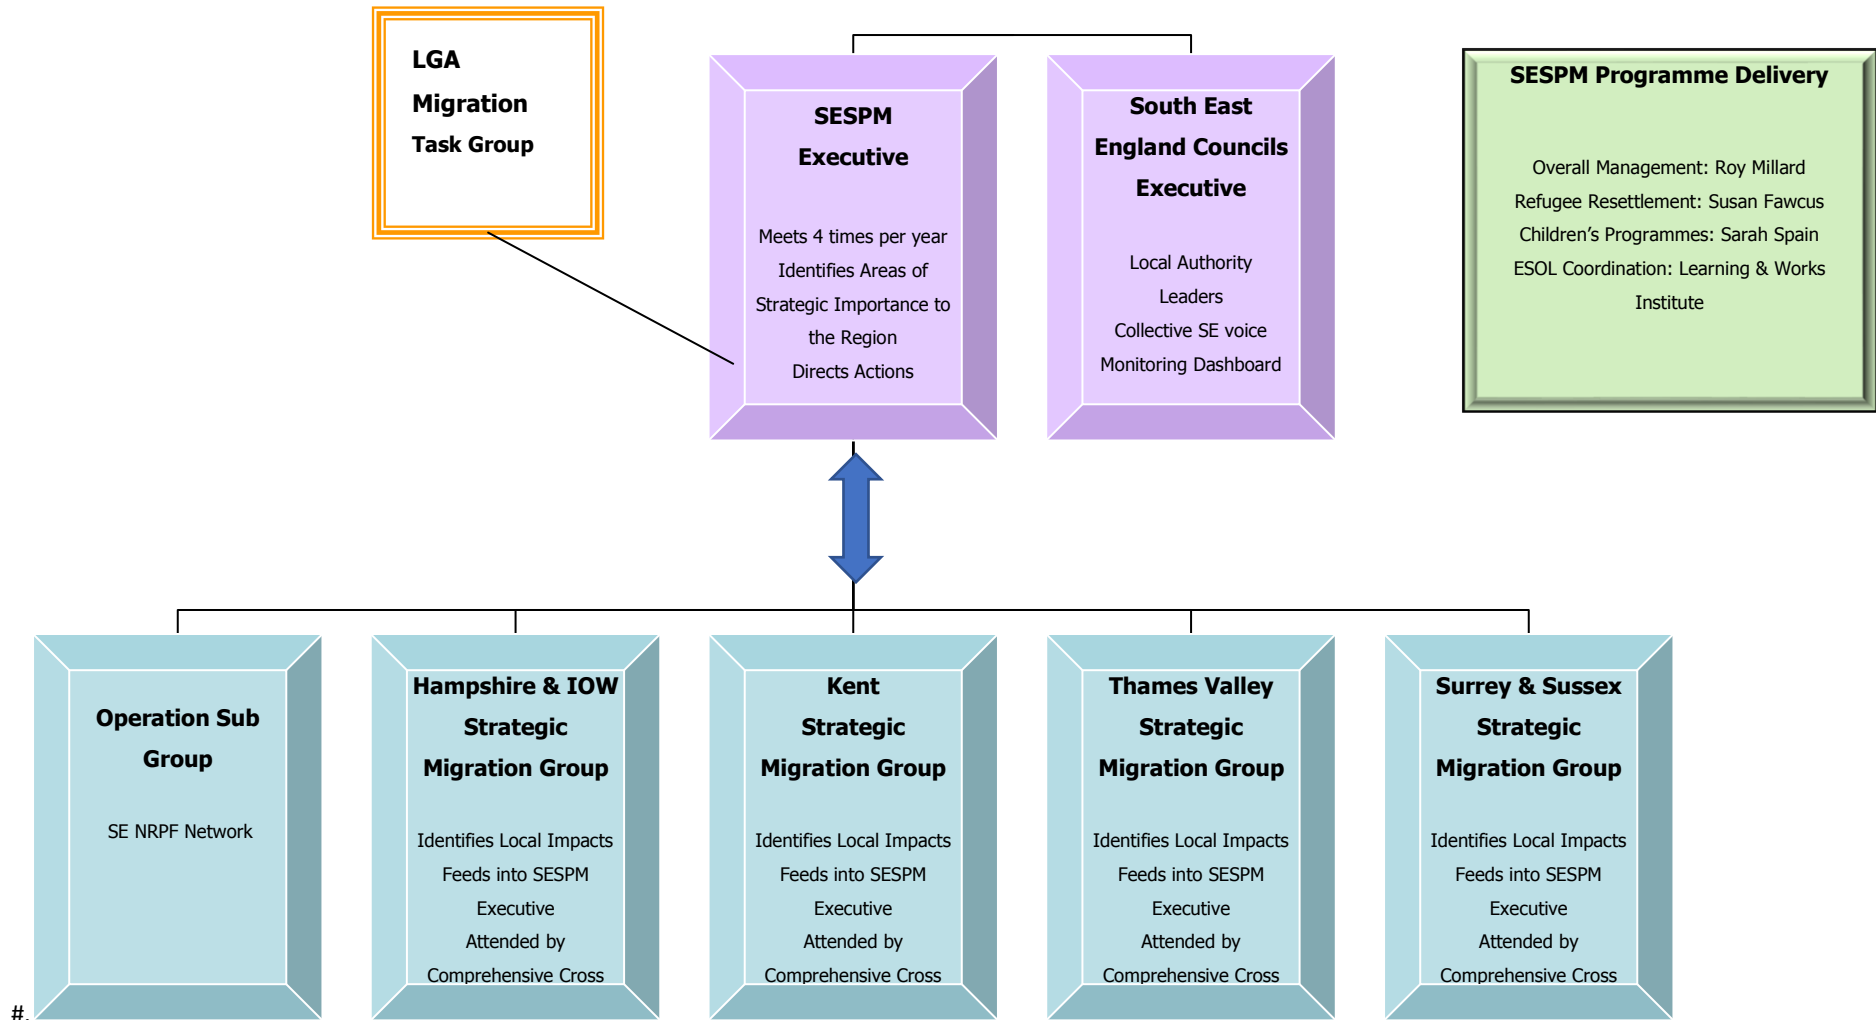 LGA
Migration
Task Group
SESPM
Executive
Meets 4 times per year
Identifies Areas of
Strategic Importance to
the Region
Directs Actions
South East
England Councils
Executive
Local Authority
Leaders
Collective SE voice
Monitoring Dashboard
SESPM Programme Delivery
Overall Management: Roy Millard
Refugee Resettlement: Susan Fawcus
Children’s Programmes: Sarah Spain
ESOL Coordination: Learning & Works
Institute
Operation Sub
Group
SE NRPF Network
Hampshire & IOW
Strategic
Migration Group
Identifies Local Impacts
Feeds into SESPM
Executive
Attended by
Comprehensive Cross
Kent
Strategic
Migration Group
Identifies Local Impacts
Feeds into SESPM
Executive
Attended by
Comprehensive Cross
Thames Valley
Strategic
Migration Group
Identifies Local Impacts
Feeds into SESPM
Executive
Attended by
Comprehensive Cross
Surrey & Sussex
Strategic
Migration Group
Identifies Local Impacts
Feeds into SESPM
Executive
Attended by
Comprehensive Cross
#.